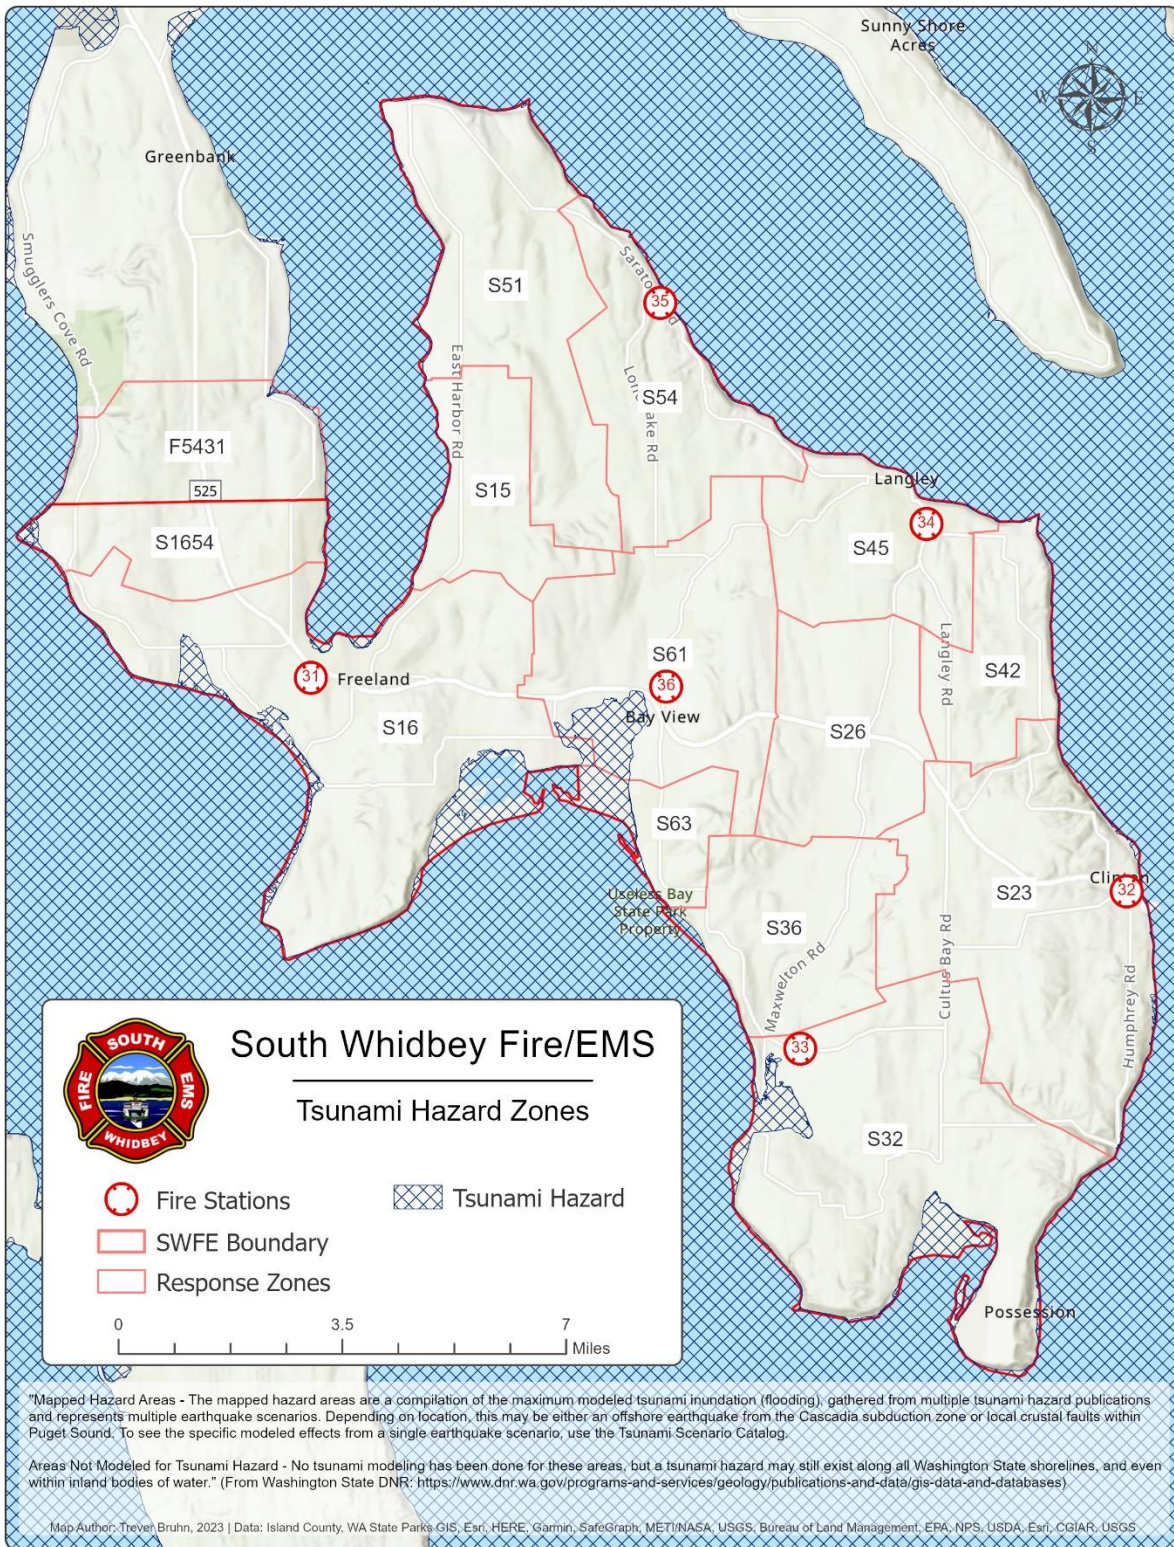 Sunny Shore
Acres
N
W
E
S
Greenbank
Smugglers Cove Rd
S51
35
East Harbor Rd
S54
F5431
525
S15
Langley
34
S1654
S45
Langley Rd
S61
S42
31
Freeland
36
Bay View
S16
S26
S63
Clinton
32
S23
Useless Bay
State Park
Property
S36
Maxwelton Rd
Cultus Bay Rd
Humphrey Rd
33
S32
Possession
SOUTH
FIRE
EMS
WHIDBEY
South Whidbey Fire/EMS
Tsunami Hazard Zones
Fire Stations
Tsunami Hazard
SWFE Boundary
Response Zones
0 3.5 7
Miles
"Mapped Hazard Areas - The mapped hazard areas are a compilation of the maximum modeled tsunami inundation (flooding), gathered from multiple tsunami hazard publications
and represents multiple earthquake scenarios. Depending on location, this may be either an offshore earthquake from the Cascadia subduction zone or local crustal faults within
Puget Sound. To see the specific modeled effects from a single earthquake scenario, use the Tsunami Scenario Catalog.
Areas Not Modeled for Tsunami Hazard - No tsunami modeling has been done for these areas, but a tsunami hazard may still exist along all Washington State shorelines, and even
within inland bodies of water." (From Washington State DNR: https://www.dnr.wa.gov/programs-and-services/geology/publications-and-data/gis-data-and-databases)
Map Author: Trever Bruhn, 2023 | Data: Island County, WA State Parks GIS, Esri, HERE, Garmin, SafeGraph, METI/NASA, USGS, Bureau of Land Management, EPA, NPS, USDA, Esri, CGIAR, USGS